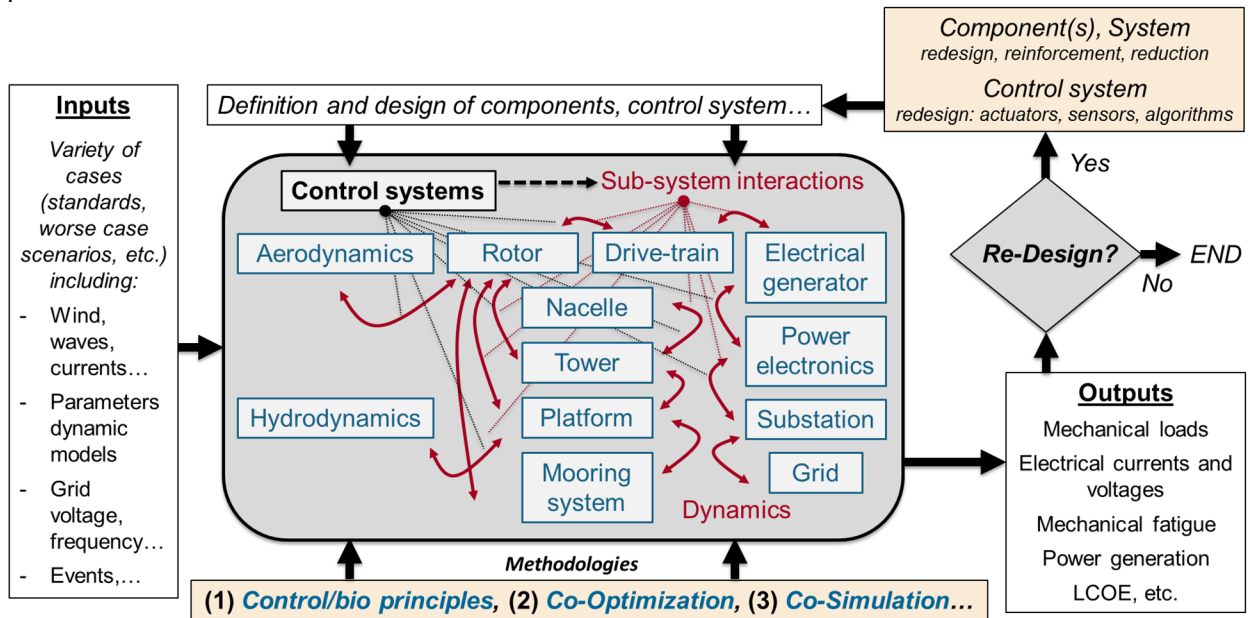 Component(s), System
redesign, reinforcement, reduction
Control system
redesign: actuators, sensors, algorithms
Inputs
Variety of
cases
(standards,
worse case
scenarios, etc.)
including:
- Wind,
waves,
currents…
- Parameters
dynamic
models
- Grid
voltage,
frequency…
- Events,…
Definition and design of components, control system…
Control systems
Sub-system interactions
Aerodynamics
Rotor
Drive-train
Electrical
generator
Nacelle
Tower
Power
electronics
Hydrodynamics
Platform
Substation
Mooring
system
Grid
Dynamics
Methodologies
(1) Control/bio principles, (2) Co-Optimization, (3) Co-Simulation…
Yes
Re-Design?
END
No
Outputs
Mechanical loads
Electrical currents and
voltages
Mechanical fatigue
Power generation
LCOE, etc.